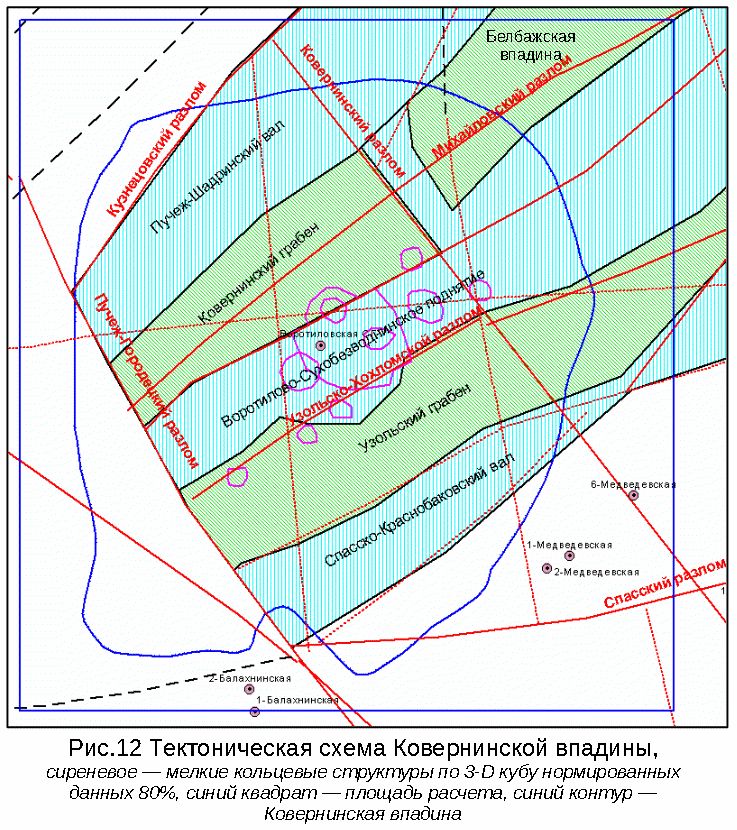 Белбажская
впадина
Ковернинский разлом
Михайловский разлом
Кузнецовский разлом
Пучеж-Шадринский вал
Ковернинский грабен
Воротиловская
Воротилово-Сухобезводнинское поднятие
Узольско-Хохломский разлом
Пучеж-Городецкий разлом
Узольский грабен
Спасско-Краснобаковский вал
6-Медведевская
1-Медведевская
2-Медведевская
Спасский разлом
1
2-Балахнинская
1-Балахнинская
Рис.12 Тектоническая схема Ковернинской впадины,
сиреневое — мелкие кольцевые структуры по 3-D кубу нормированных
данных 80%, синий квадрат — площадь расчета, синий контур —
Ковернинская впадина